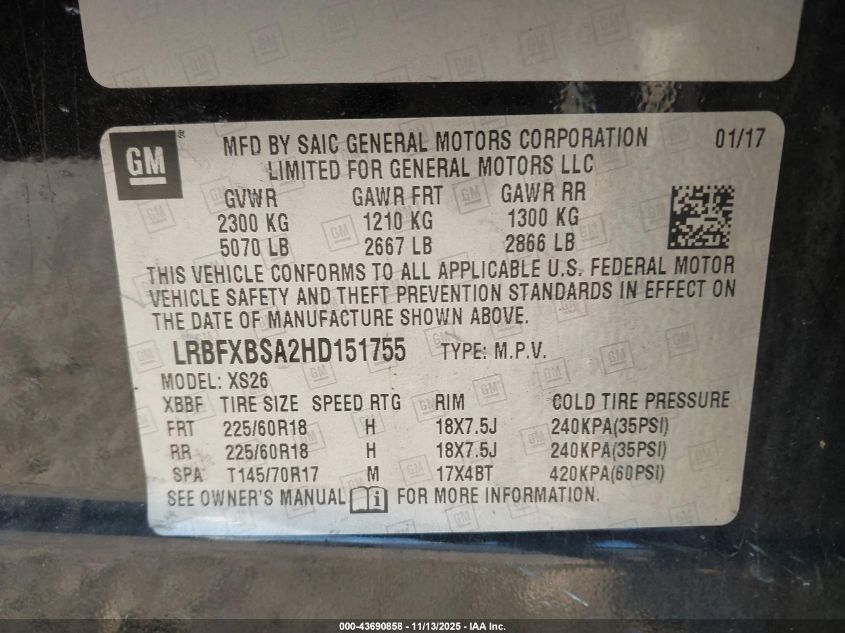 GM
MFD BY SAIC GENERAL MOTORS CORPORATION 01/17
LIMITED FOR GENERAL MOTORS LLC
GVWR GAWR FRT GAWR RR
2300 KG 1210 KG 1300 KG
5070 LB 2667 LB 2866 LB
THIS VEHICLE CONFORMS TO ALL APPLICABLE U.S. FEDERAL MOTOR
VEHICLE SAFETY AND THEFT PREVENTION STANDARDS IN EFFECT ON
THE DATE OF MANUFACTURE SHOWN ABOVE.
LRBFXBSA2HD151755 TYPE: M.P.V.
MODEL: XS26
XBBF TIRE SIZE SPEED RTG RIM COLD TIRE PRESSURE
FRT 225/60R18 H 18X7.5J 240KPA(35PSI)
RR 225/60R18 H 18X7.5J 240KPA(35PSI)
SPA T145/70R17 M 17X4BT 420KPA(60PSI)
SEE OWNER'S MANUAL FOR MORE INFORMATION.
000-43690858 - 11/13/2025 - IAA Inc.